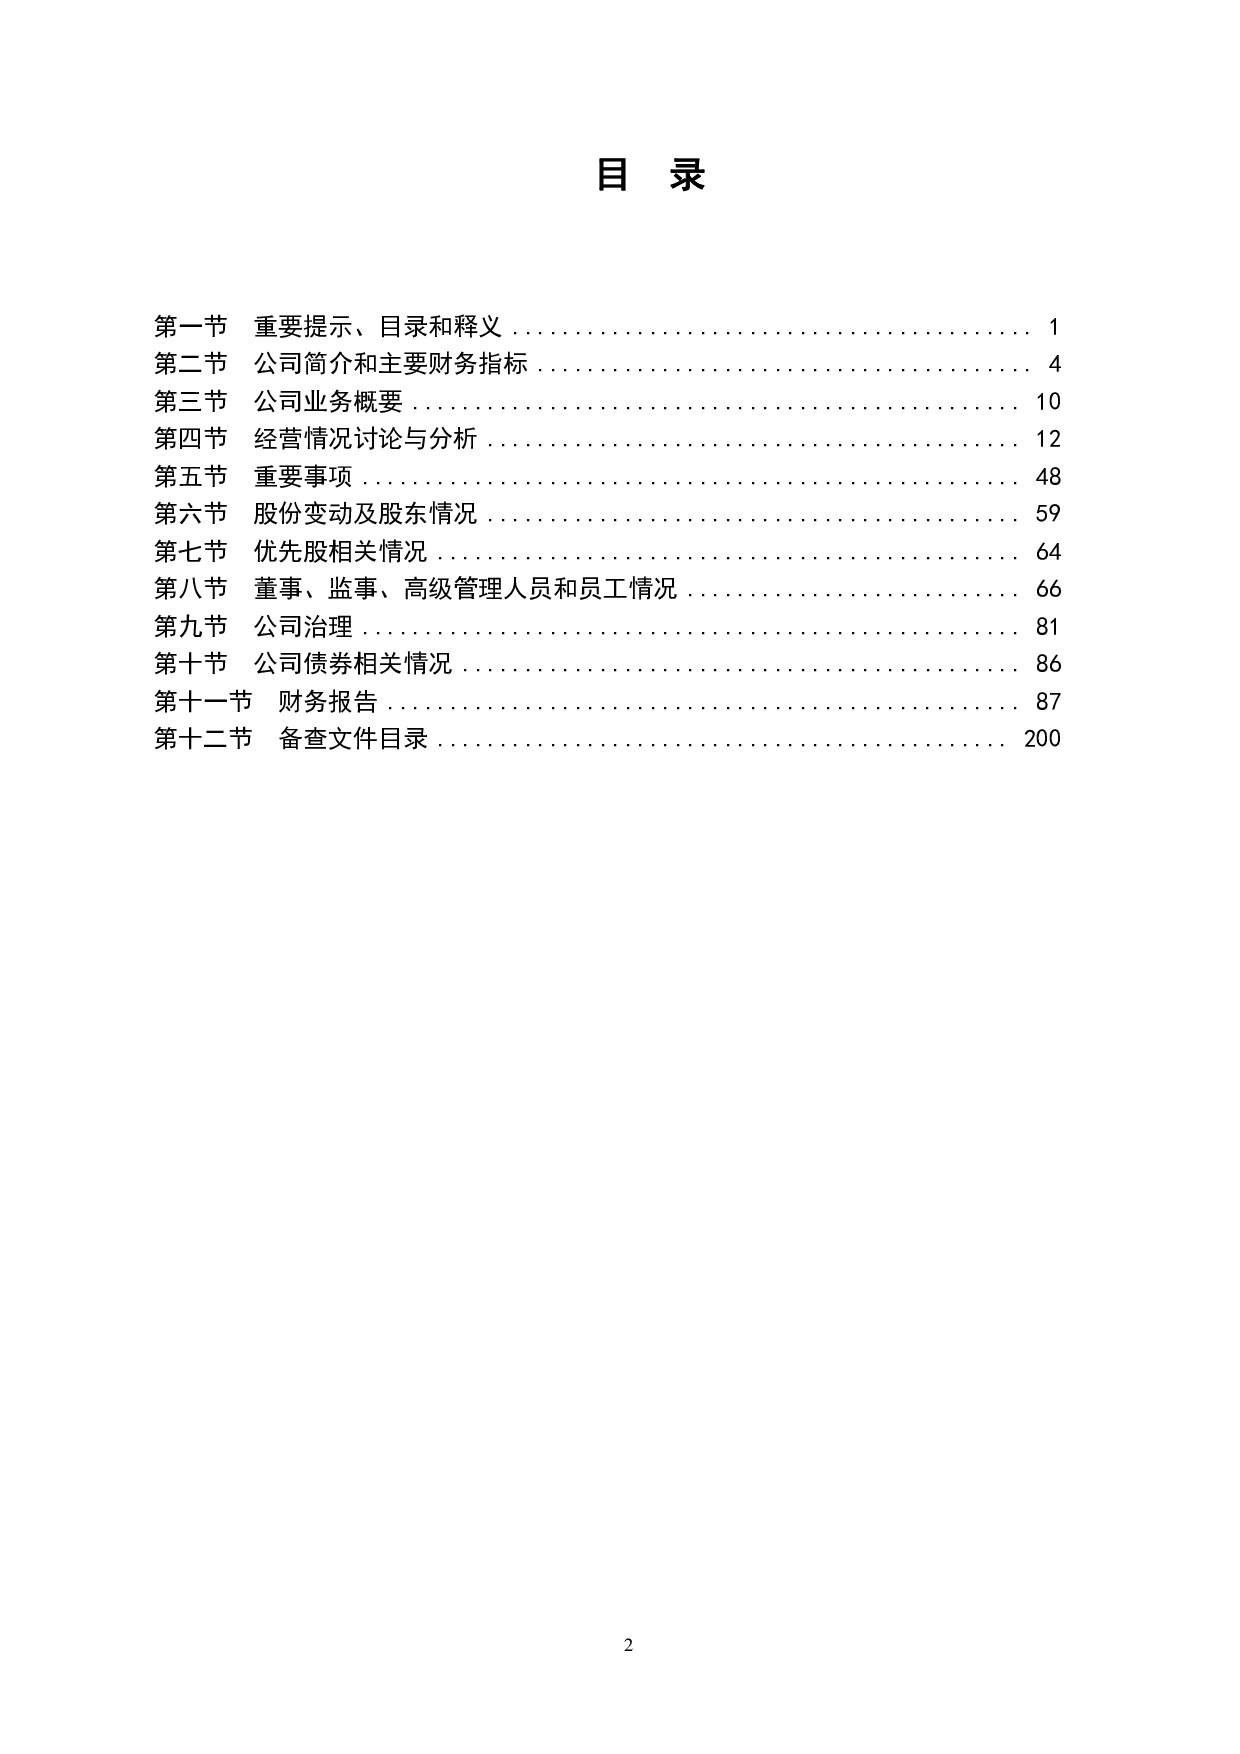 目 录
第一节 重要提示、目录和释义 ......................................... 1
第二节 公司简介和主要财务指标 ....................................... 4
第三节 公司业务概要 ................................................ 10
第四节 经营情况讨论与分析 .......................................... 12
第五节 重要事项 .................................................... 48
第六节 股份变动及股东情况 .......................................... 59
第七节 优先股相关情况 .............................................. 64
第八节 董事、监事、高级管理人员和员工情况 .......................... 66
第九节 公司治理 .................................................... 81
第十节 公司债券相关情况 ............................................ 86
第十一节 财务报告 .................................................. 87
第十二节 备查文件目录 ............................................. 200
2